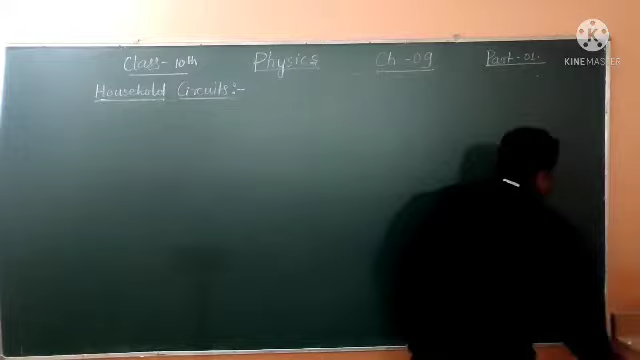 Class - 10th Physics Ch - 09 Part - 01.
Household Circuits :-
KINEMASTER